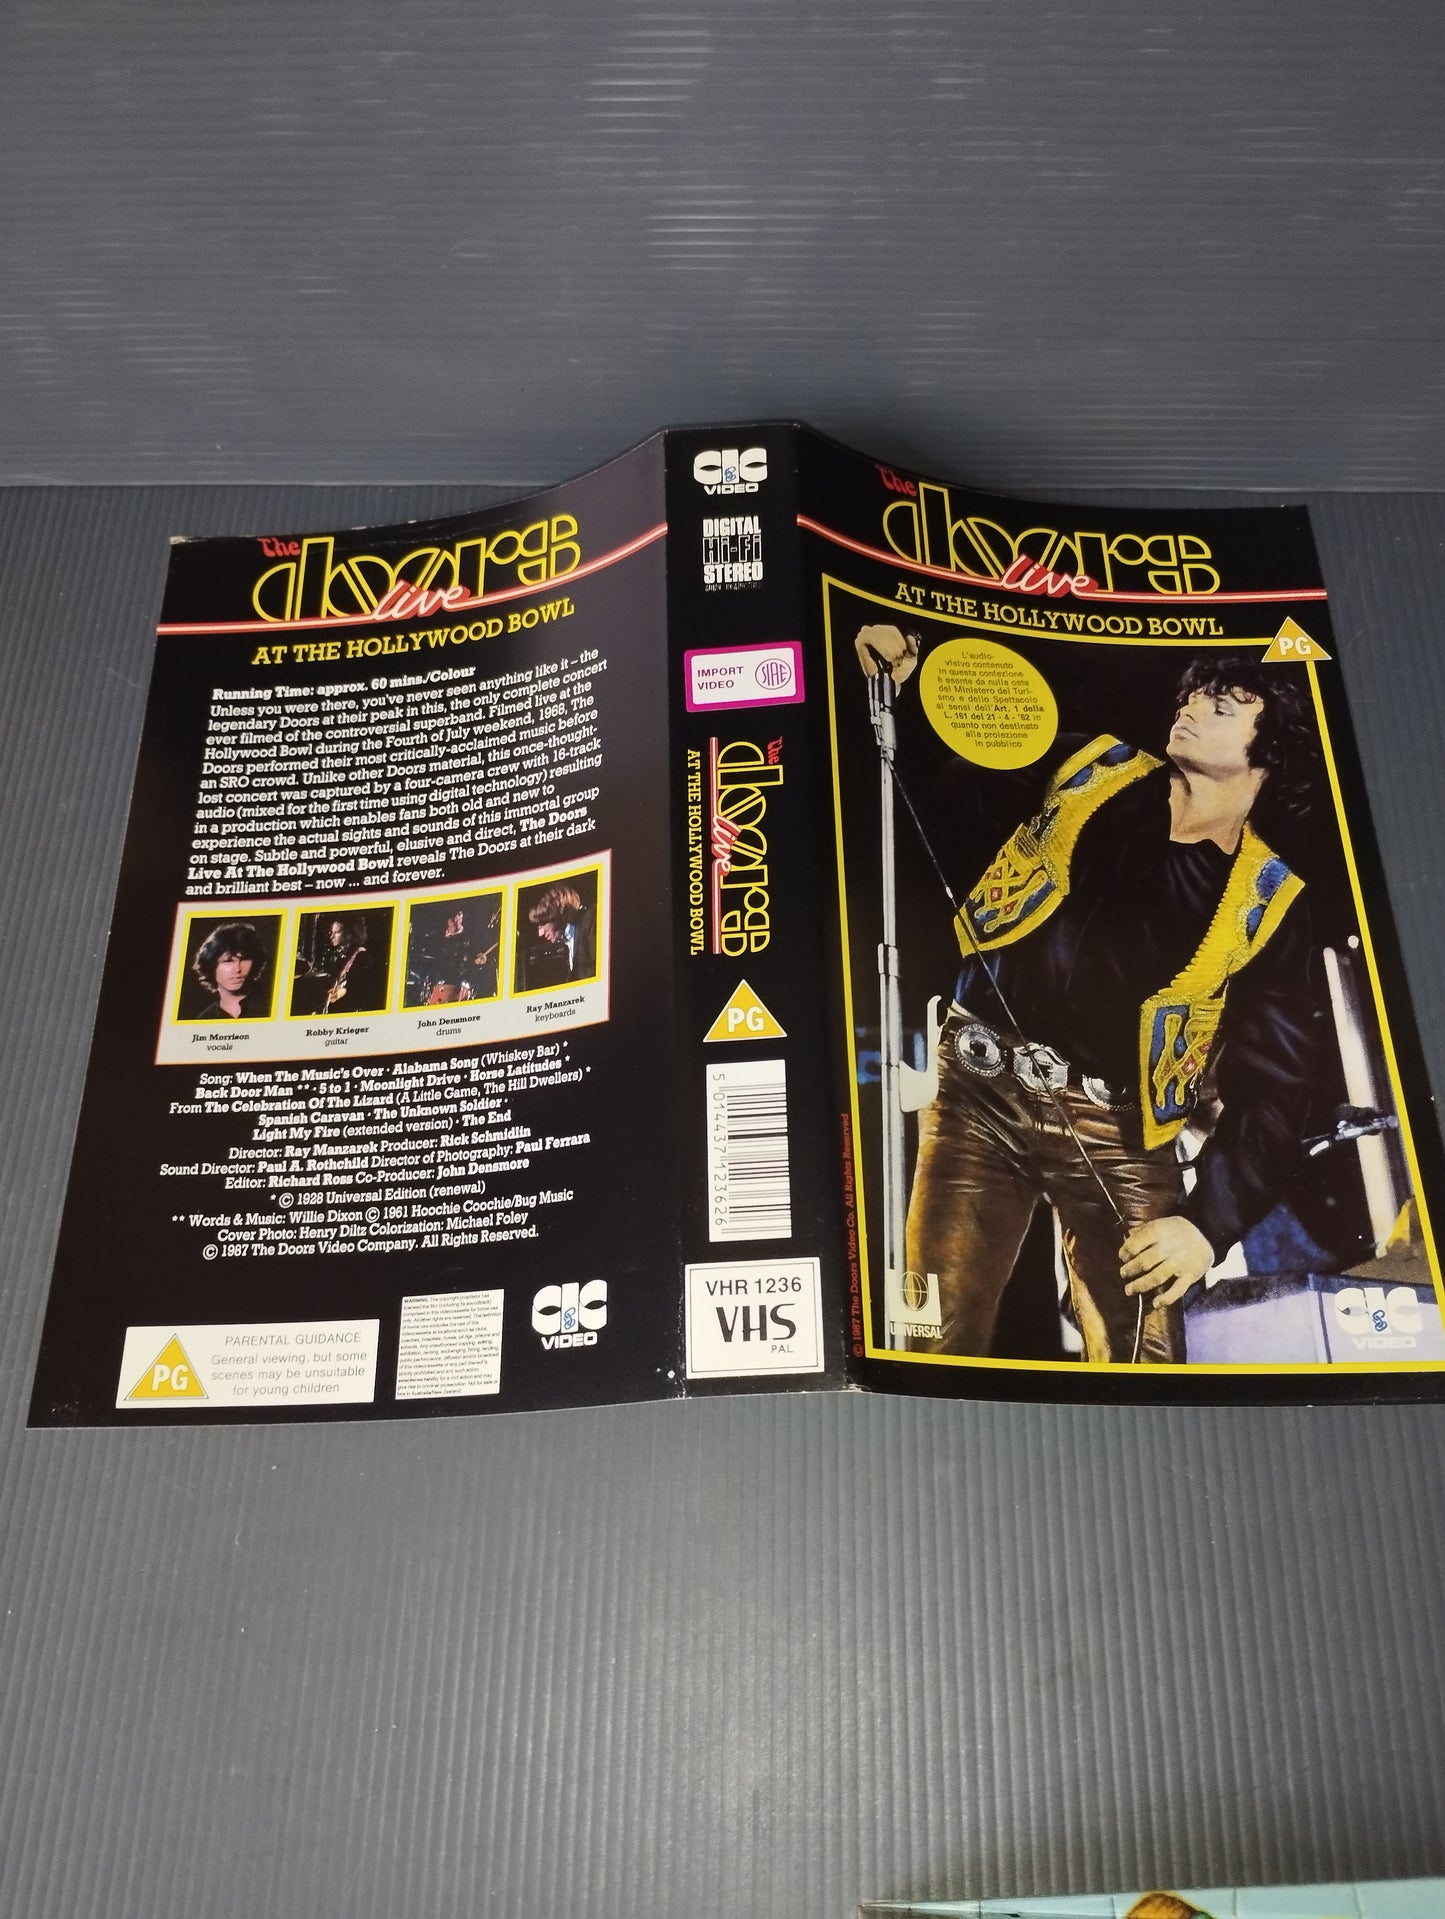 The
doors
live
AT THE HOLLYWOOD BOWL
Running Time: approx. 60 mins./Colour
Unless you were there, you've never seen anything like it – the
legendary Doors at their peak in this, the only complete concert
ever filmed of the controversial superband. Filmed live at the
Hollywood Bowl during the Fourth of July weekend, 1968, The
Doors performed their most critically-acclaimed music before
an SRO crowd. Unlike other Doors material, this once-thought-
lost concert was captured by a four-camera crew with 16-track
audio (mixed for the first time using digital technology) resulting
in a production which enables fans both old and new to
experience the actual sights and sounds of this immortal group
on stage. Subtle and powerful, elusive and direct, The Doors
Live At The Hollywood Bowl reveals The Doors at their dark
and brilliant best – now ... and forever.
Jim Morrison
vocals
Robby Krieger
guitar
John Densmore
drums
Ray Manzarek
keyboards
Song: When The Music's Over · Alabama Song (Whiskey Bar) *
Back Door Man ** · 5 to 1 · Moonlight Drive · Horse Latitudes *
From The Celebration Of The Lizard (A Little Game, The Hill Dwellers) *
Spanish Caravan · The Unknown Soldier ·
Light My Fire (extended version) · The End
Director: Ray Manzarek Producer: Rick Schmidlin
Sound Director: Paul A. Rothchild Director of Photography: Paul Ferrara
Editor: Richard Ross Co-Producer: John Densmore
* © 1928 Universal Edition (renewal)
** Words & Music: Willie Dixon © 1961 Hoochie Coochie/Bug Music
Cover Photo: Henry Diltz Colorization: Michael Foley
© 1987 The Doors Video Company. All Rights Reserved.
PG
PARENTAL GUIDANCE
General viewing, but some
scenes may be unsuitable
for young children
CIC
VIDEO
CIC
VIDEO
DIGITAL
Hi-Fi
STEREO
IMPORT
VIDEO
SIAE
The
doors
live
AT THE HOLLYWOOD BOWL
PG
5 014437 123626
VHR 1236
VHS
PAL
The
doors
live
AT THE HOLLYWOOD BOWL
PG
L'audio-
visivo contenuto
in questa confezione
è esente da nulla osta
del Ministero del Turi-
smo e dello Spettacolo
ai sensi dell'Art. 1 della
L. 161 del 21 - 4 - '62 in
quanto non destinato
alla proiezione
in pubblico
© 1987 The Doors Video Co. All Rights Reserved
UNIVERSAL
CIC
VIDEO